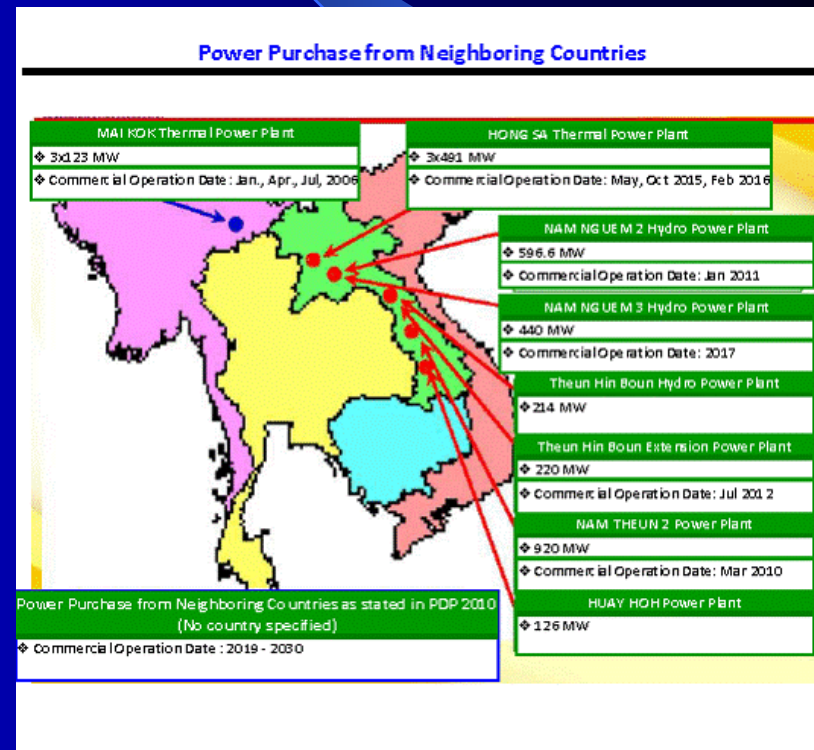 Power Purchase from Neighboring Countries
MAI KOK Thermal Power Plant
❖ 3x123 MW
❖ Commercial Operation Date: Jan., Apr., Jul, 2006
HONG SA Thermal Power Plant
❖ 3x491 MW
❖ Commercial Operation Date: May, Oct 2015, Feb 2016
NAM NGUEM 2 Hydro Power Plant
❖ 596.6 MW
❖ Commercial Operation Date: Jan 2011
NAM NGUEM 3 Hydro Power Plant
❖ 440 MW
❖ Commercial Operation Date: 2017
Theun Hin Boun Hydro Power Plant
❖ 214 MW
Theun Hin Boun Extension Power Plant
❖ 220 MW
❖ Commercial Operation Date: Jul 2012
NAM THEUN 2 Power Plant
❖ 920 MW
❖ Commercial Operation Date: Mar 2010
HUAY HOH Power Plant
❖ 126 MW
Power Purchase from Neighboring Countries as stated in PDP 2010
(No country specified)
❖ Commercial Operation Date : 2019 - 2030